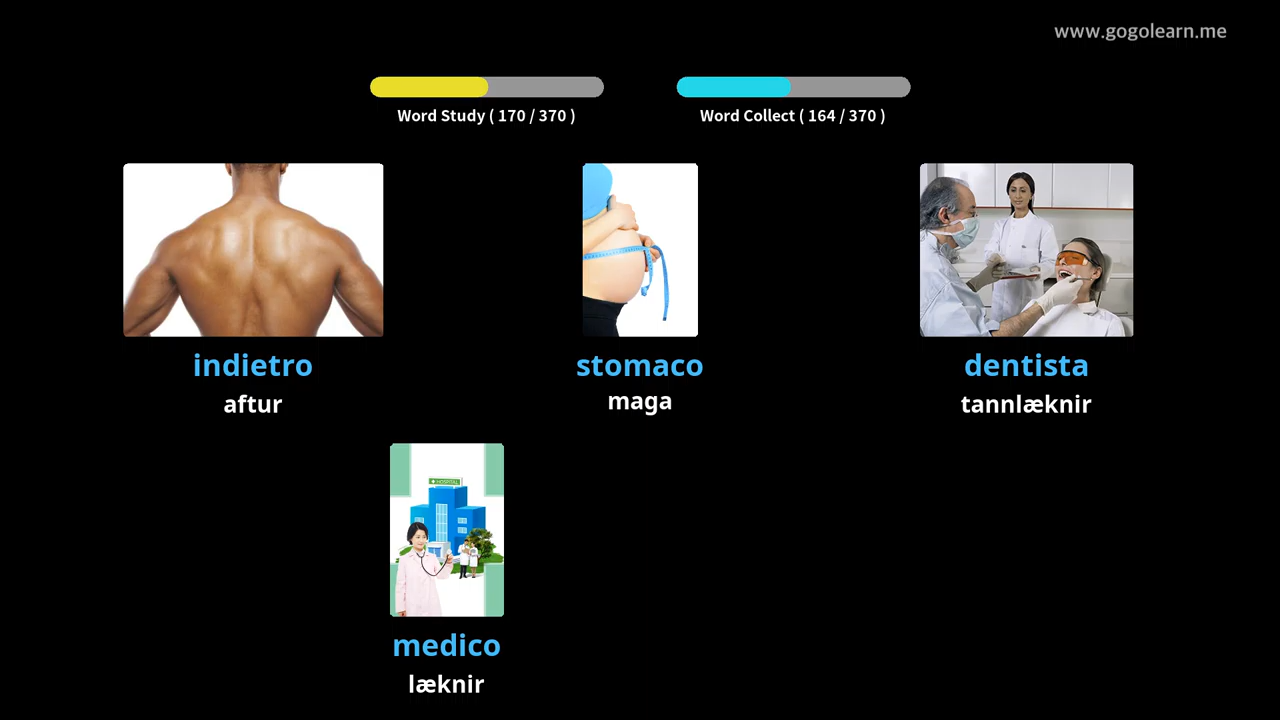 www.gogolearn.me
Word Study ( 170 / 370 )
Word Collect ( 164 / 370 )
indietro
aftur
stomaco
maga
dentista
tannlæknir
HOSPITAL
medico
læknir